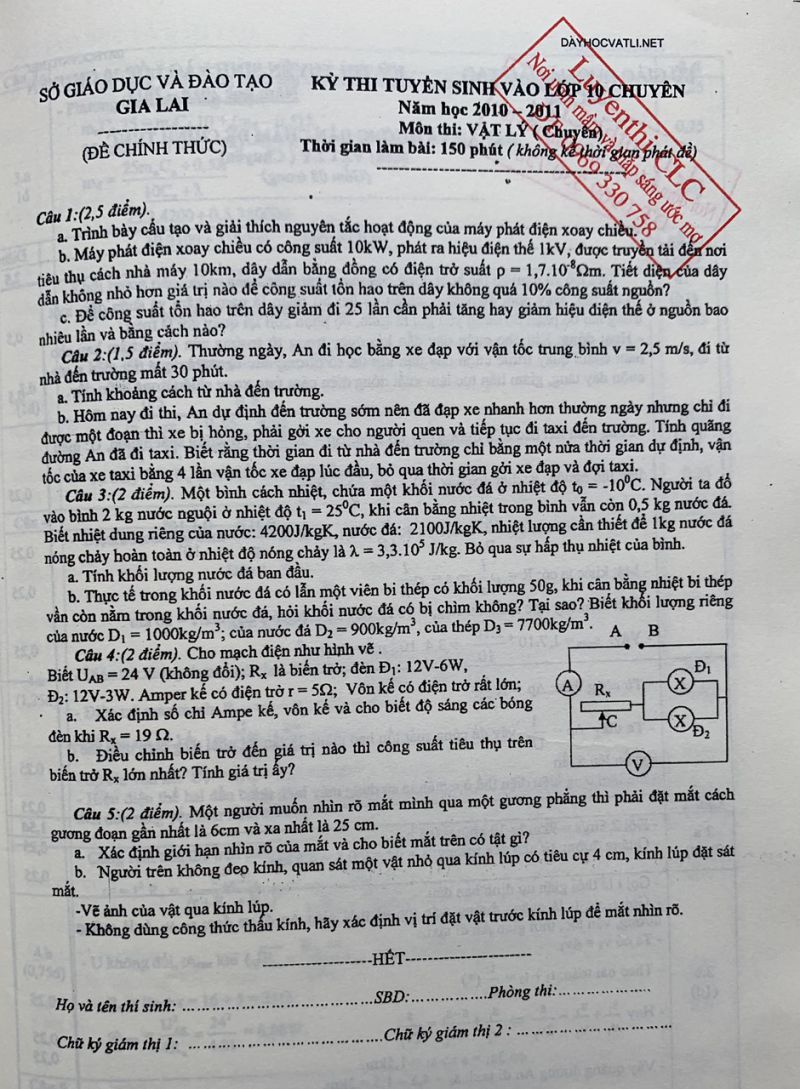 DẠYHOCVATLI.NET
SỞ GIÁO DỤC VÀ ĐÀO TẠO
GIA LAI
(ĐỀ CHÍNH THỨC)
KỲ THI TUYỂN SINH VÀO LỚP 10 CHUYÊN
Năm học 2010 – 2011
Môn thi: VẬT LÝ ( Chuyên)
Thời gian làm bài: 150 phút ( không kể thời gian phát đề)
Luyenthi CLC
Nơi niềm và thắp sáng ước mơ
330 758
Câu 1:(2,5 điểm).
a. Trình bày cấu tạo và giải thích nguyên tắc hoạt động của máy phát điện xoay chiều.
b. Máy phát điện xoay chiều có công suất 10kW, phát ra hiệu điện thế 1kV, được truyền tải đến nơi
tiêu thụ cách nhà máy 10km, dây dẫn bằng đồng có điện trở suất ρ = 1,7.10⁻⁸Ωm. Tiết diện của dây
dẫn không nhỏ hơn giá trị nào để công suất tổn hao trên dây không quá 10% công suất nguồn?
c. Để công suất tổn hao trên dây giảm đi 25 lần cần phải tăng hay giảm hiệu điện thế ở nguồn bao
nhiêu lần và bằng cách nào?
Câu 2:(1,5 điểm). Thường ngày, An đi học bằng xe đạp với vận tốc trung bình v = 2,5 m/s, đi từ
nhà đến trường mất 30 phút.
a. Tính khoảng cách từ nhà đến trường.
b. Hôm nay đi thi, An dự định đến trường sớm nên đã đạp xe nhanh hơn thường ngày nhưng chỉ đi
được một đoạn thì xe bị hỏng, phải gởi xe cho người quen và tiếp tục đi taxi đến trường. Tính quãng
đường An đã đi taxi. Biết rằng thời gian đi từ nhà đến trường chỉ bằng một nửa thời gian dự định, vận
tốc của xe taxi bằng 4 lần vận tốc xe đạp lúc đầu, bỏ qua thời gian gởi xe đạp và đợi taxi.
Câu 3:(2 điểm). Một bình cách nhiệt, chứa một khối nước đá ở nhiệt độ t₀ = -10⁰C. Người ta đổ
vào bình 2 kg nước nguội ở nhiệt độ t₁ = 25⁰C, khi cân bằng nhiệt trong bình vẫn còn 0,5 kg nước đá.
Biết nhiệt dung riêng của nước: 4200J/kgK, nước đá: 2100J/kgK, nhiệt lượng cần thiết để 1kg nước đá
nóng chảy hoàn toàn ở nhiệt độ nóng chảy là λ = 3,3.10⁵ J/kg. Bỏ qua sự hấp thụ nhiệt của bình.
a. Tính khối lượng nước đá ban đầu.
b. Thực tế trong khối nước đá có lẫn một viên bi thép có khối lượng 50g, khi cân bằng nhiệt bi thép
vẫn còn nằm trong khối nước đá, hỏi khối nước đá có bị chìm không? Tại sao? Biết khối lượng riêng
của nước D₁ = 1000kg/m³; của nước đá D₂ = 900kg/m³, của thép D₃ = 7700kg/m³.
Câu 4:(2 điểm). Cho mạch điện như hình vẽ .
Biết U_AB = 24 V (không đổi); Rₓ là biến trở; đèn Đ₁: 12V-6W,
Đ₂: 12V-3W. Amper kế có điện trở r = 5Ω; Vôn kế có điện trở rất lớn;
a. Xác định số chỉ Ampe kế, vôn kế và cho biết độ sáng các bóng
đèn khi Rₓ = 19 Ω.
b. Điều chỉnh biến trở đến giá trị nào thì công suất tiêu thụ trên
biến trở Rₓ lớn nhất? Tính giá trị ấy?
A B
Đ₁
A Rₓ X
C X
Đ₂
V
Câu 5:(2 điểm). Một người muốn nhìn rõ mắt mình qua một gương phẳng thì phải đặt mắt cách
gương đoạn gần nhất là 6cm và xa nhất là 25 cm.
a. Xác định giới hạn nhìn rõ của mắt và cho biết mắt trên có tật gì?
b. Người trên không đeo kính, quan sát một vật nhỏ qua kính lúp có tiêu cự 4 cm, kính lúp đặt sát
mắt.
-Vẽ ảnh của vật qua kính lúp.
- Không dùng công thức thấu kính, hãy xác định vị trí đặt vật trước kính lúp để mắt nhìn rõ.
--------------------HẾT--------------------
Họ và tên thí sinh: ..................................SBD:...............Phòng thi:..................
Chữ ký giám thị 1: ..................................Chữ ký giám thị 2 : ..............................